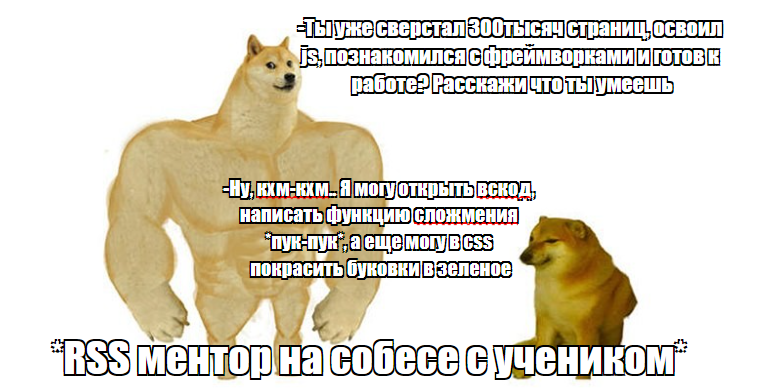 -Ты уже сверстал 300тысяч страниц, освоил
js, познакомился с фреймворками и готов к
работе? Расскажи что ты умеешь
-Ну, кхм-кхм.. Я могу открыть вскод,
написать функцию сложмения
*пук-пук*, а еще могу в css
покрасить буковки в зеленое
*RSS ментор на собесе с учеником*